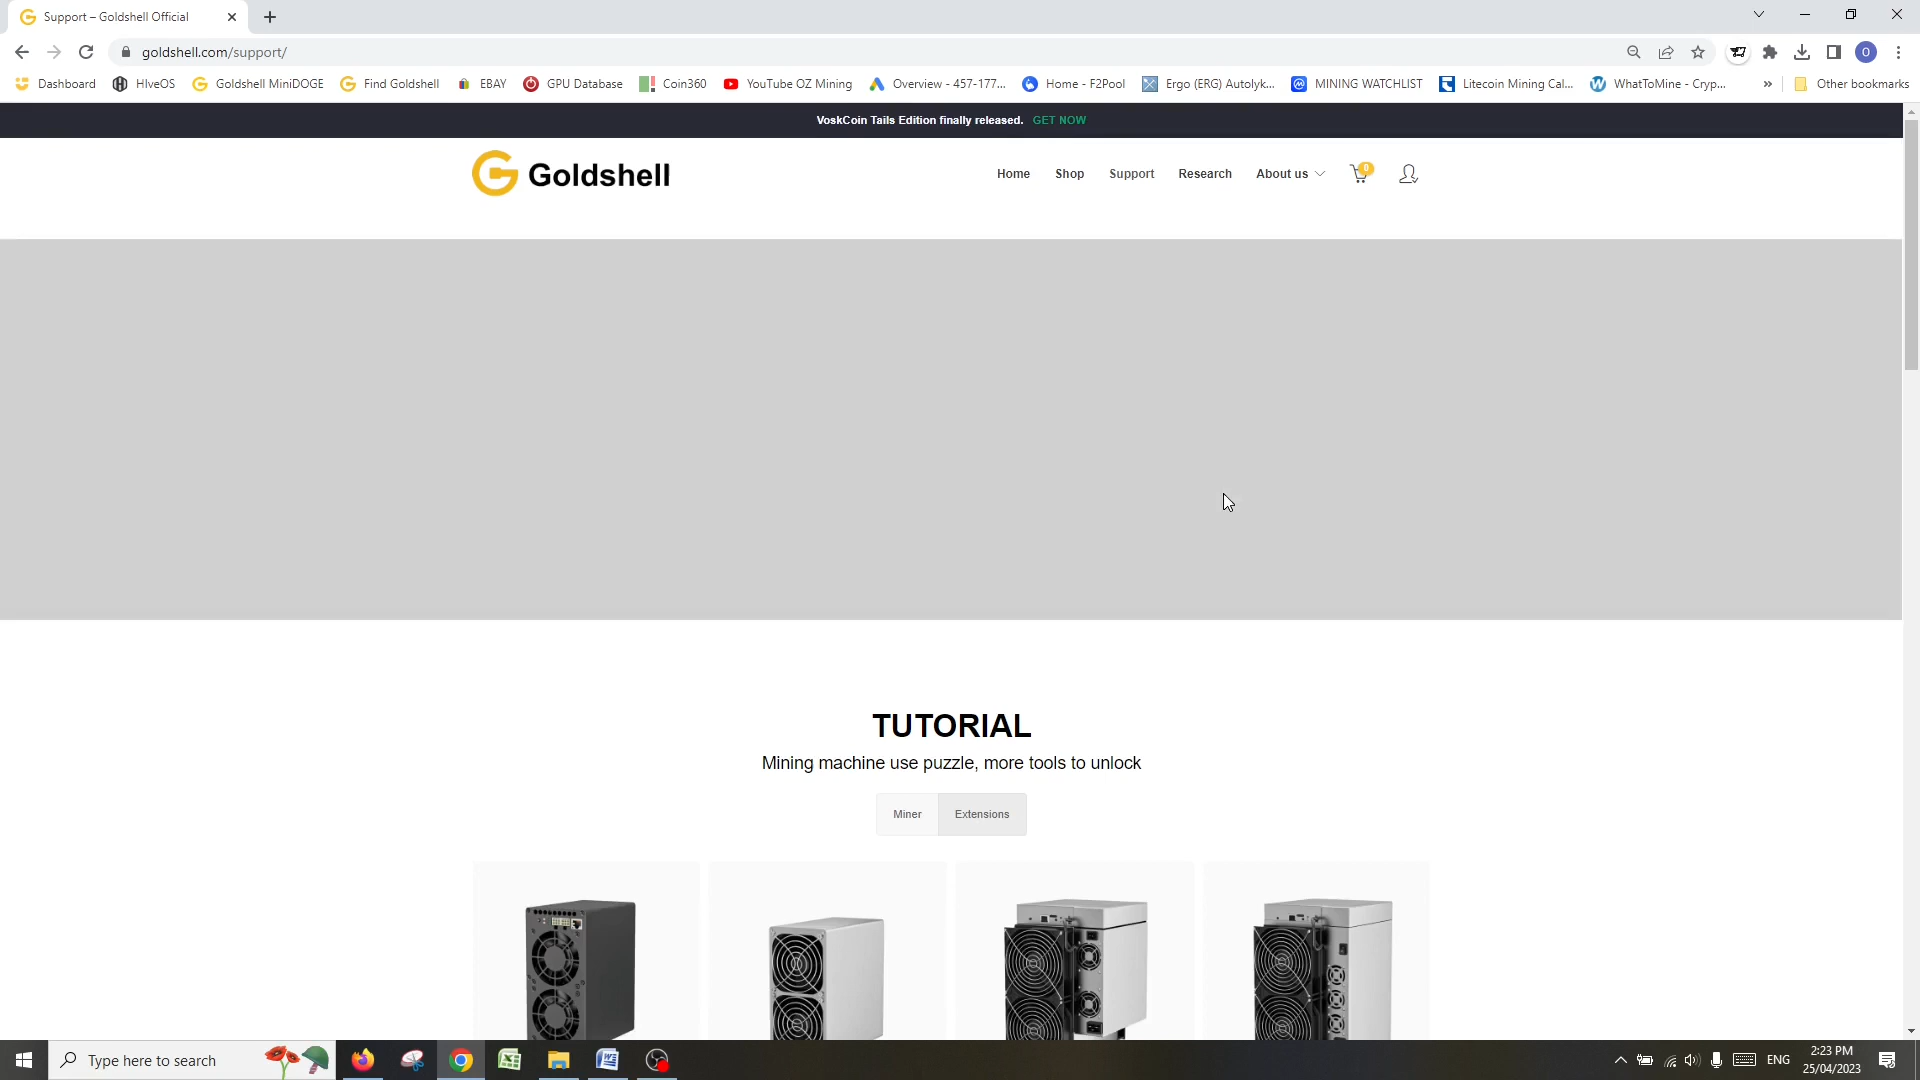 Support – Goldshell Official
goldshell.com/support/
O
Dashboard
HIveOS
Goldshell MiniDOGE
Find Goldshell
EBAY
GPU Database
Coin360
YouTube OZ Mining
Overview - 457-177...
Home - F2Pool
Ergo (ERG) Autolyk...
MINING WATCHLIST
Litecoin Mining Cal...
WhatToMine - Cryp...
»
Other bookmarks
VoskCoin Tails Edition finally released. GET NOW
Goldshell
Home
Shop
Support
Research
About us
0
TUTORIAL
Mining machine use puzzle, more tools to unlock
Miner
Extensions
Type here to search
ENG
2:23 PM
25/04/2023